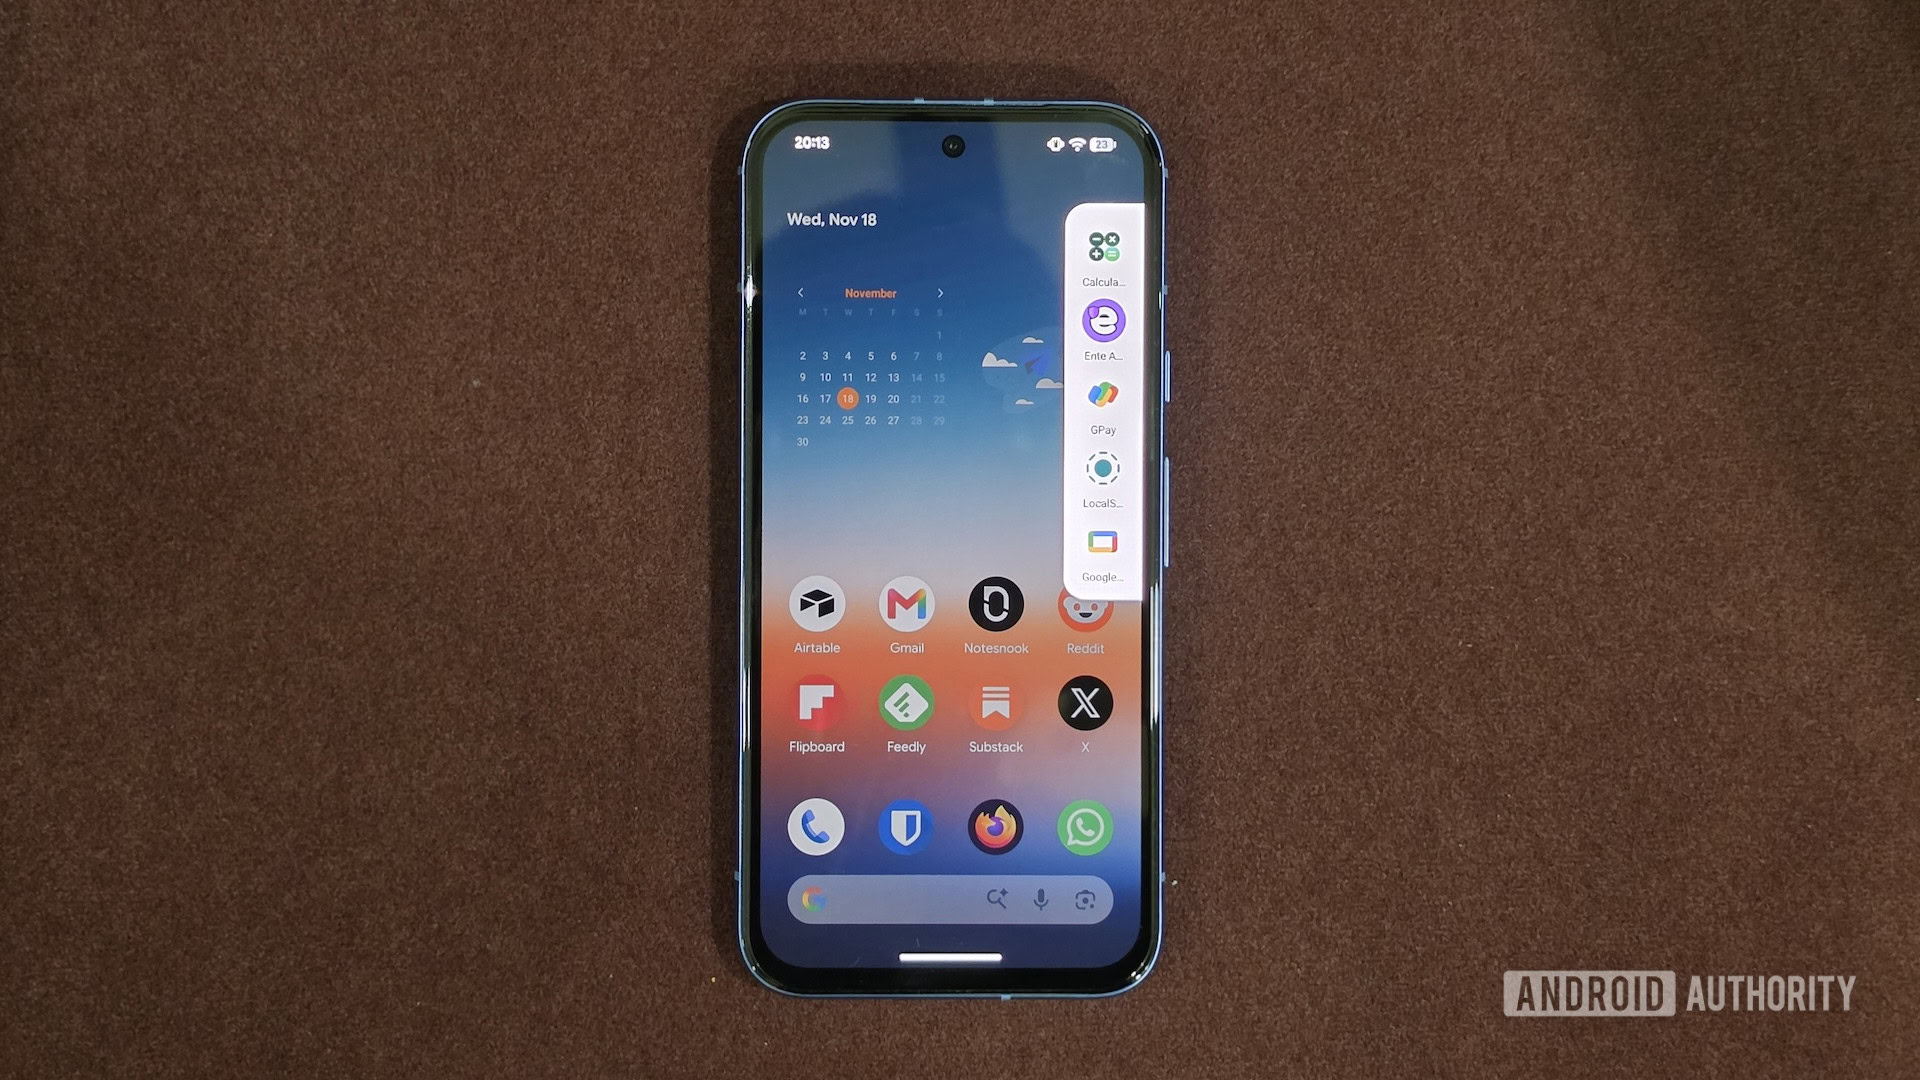 20:13
23
Wed, Nov 18
November
M T W T F S S
1
2 3 4 5 6 7 8
9 10 11 12 13 14 15
16 17 18 19 20 21 22
23 24 25 26 27 28 29
30
Calcula...
Ente A...
GPay
LocalS...
Google...
Airtable Gmail Notesnook Reddit
Flipboard Feedly Substack X
ANDROID AUTHORITY